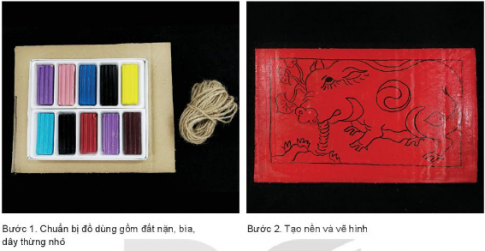 Bước 1. Chuẩn bị đồ dùng gồm đất nặn, bìa,
dây thừng nhỏ
Bước 2. Tạo nền và vẽ hình